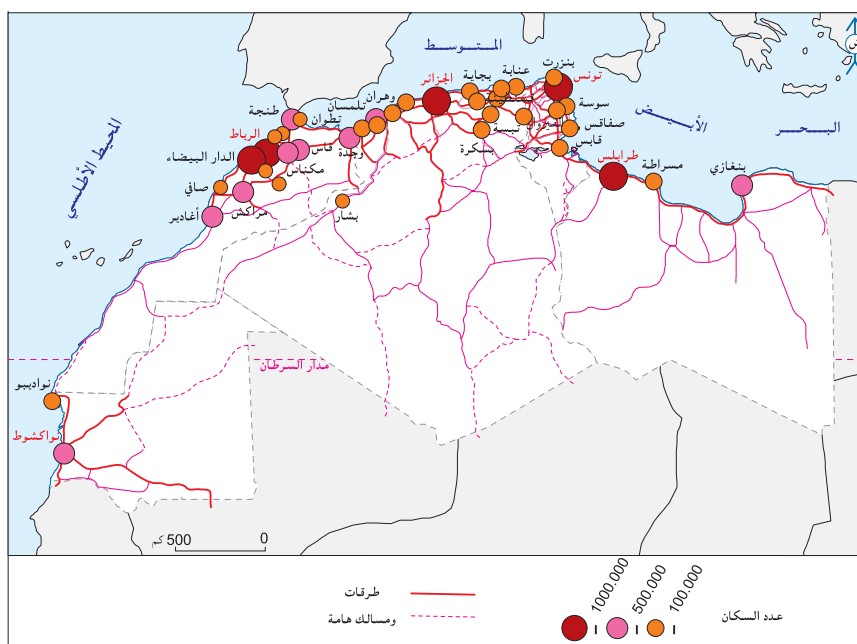 المتوسط
الأبيض
البحر
المحيط الأطلسي
ش
بنزرت
تونس
عنابة
بجاية
الجزائر
وهران
تلمسان
سوسة
صفاقس
قابس
تبسة
بسكرة
طنجة
تطوان
الرباط
الدار البيضاء
فاس
وجدة
مكناس
صافي
مراكش
أغادير
بشار
طرابلس
مسراطة
بنغازي
مدار السرطان
نواديبو
نواكشوط
0 500 كم
طرقات
ومسالك هامة
عدد السكان
1000.000
500.000
100.000